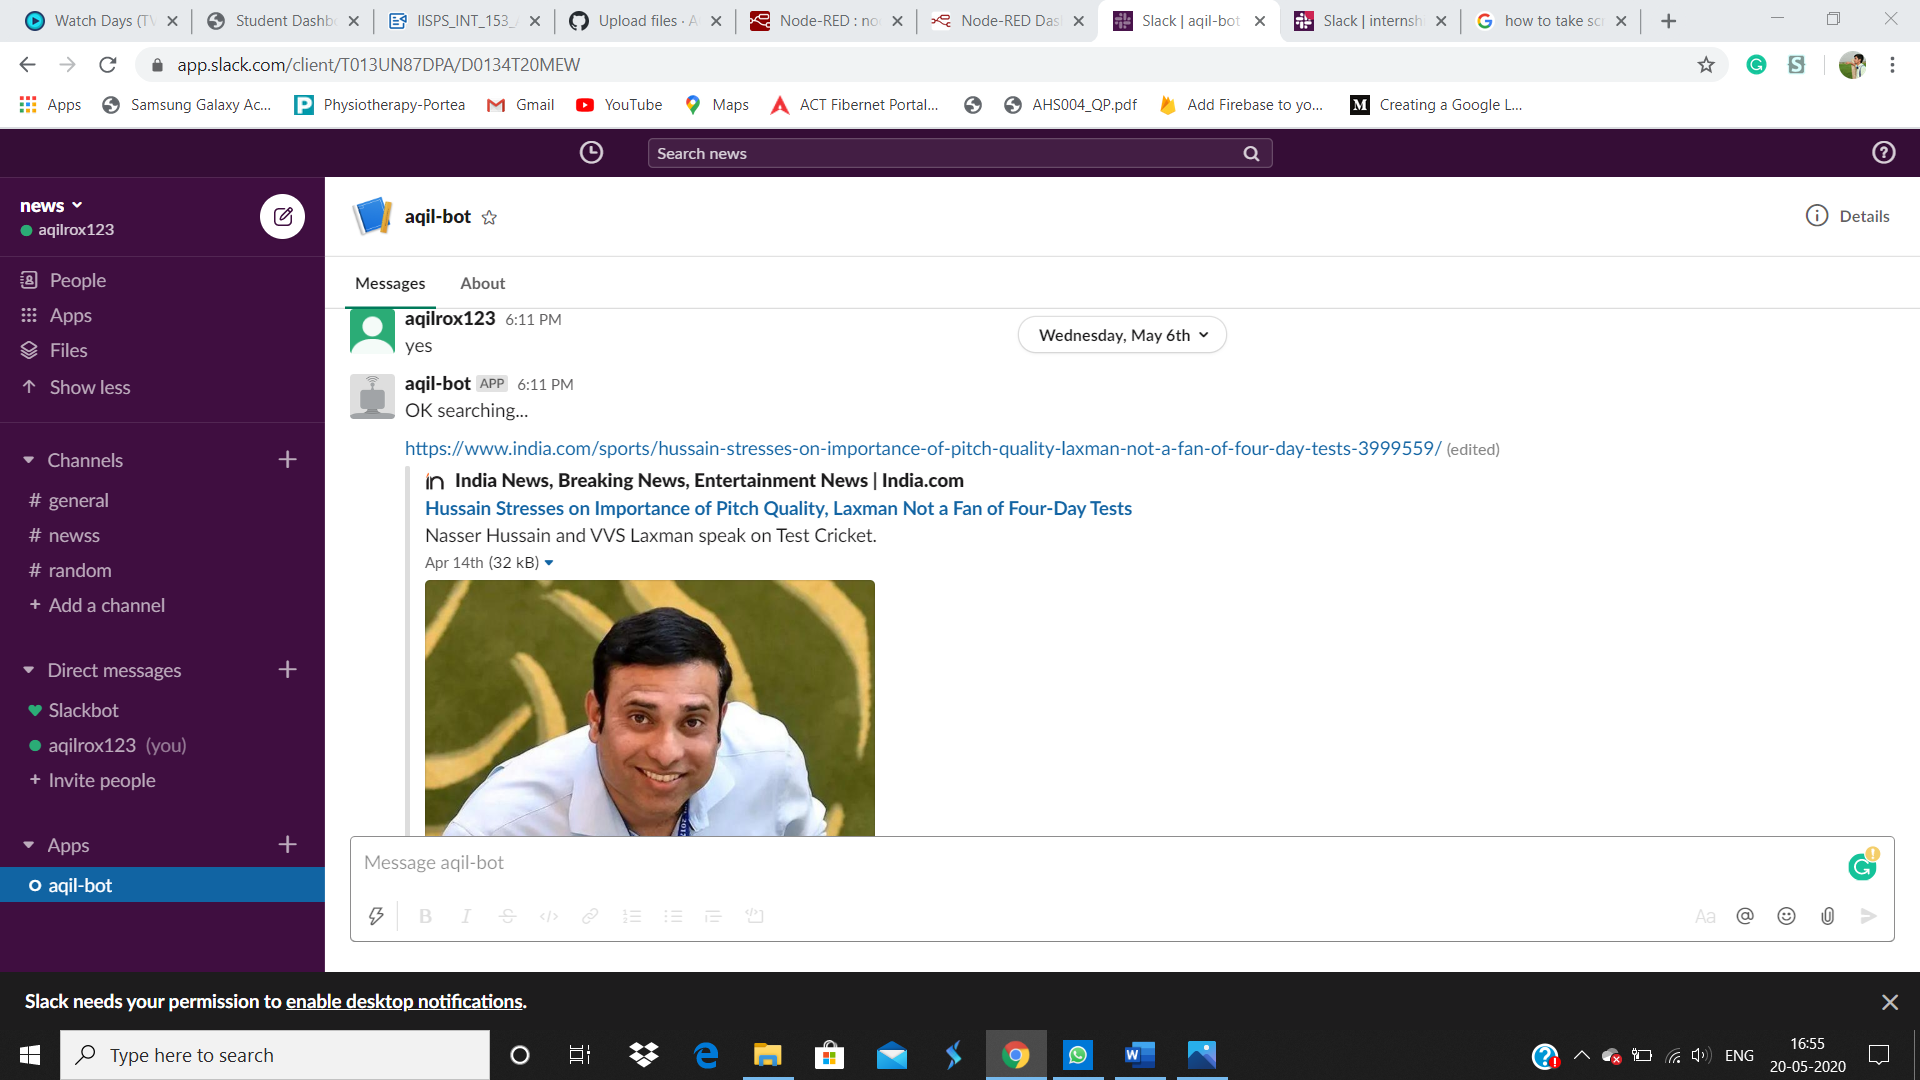 Watch Days (TV
Student Dashb
IISPS_INT_153_
Upload files · A
Node-RED : no
Node-RED Das
Slack | aqil-bot
Slack | internsh
how to take scr
app.slack.com/client/T013UN87DPA/D0134T20MEW
Apps
Samsung Galaxy Ac...
Physiotherapy-Portea
Gmail
YouTube
Maps
ACT Fibernet Portal...
AHS004_QP.pdf
Add Firebase to yo...
Creating a Google L...
Search news
news
aqilrox123
People
Apps
Files
Show less
Channels
# general
# newss
# random
+ Add a channel
Direct messages
Slackbot
aqilrox123 (you)
+ Invite people
Apps
aqil-bot
aqil-bot
Details
Messages
About
aqilrox123 6:11 PM
yes
Wednesday, May 6th
aqil-bot APP 6:11 PM
OK searching...
https://www.india.com/sports/hussain-stresses-on-importance-of-pitch-quality-laxman-not-a-fan-of-four-day-tests-3999559/ (edited)
in India News, Breaking News, Entertainment News | India.com
Hussain Stresses on Importance of Pitch Quality, Laxman Not a Fan of Four-Day Tests
Nasser Hussain and VVS Laxman speak on Test Cricket.
Apr 14th (32 kB)
Message aqil-bot
B I S </> Aa @
Slack needs your permission to enable desktop notifications.
Type here to search
ENG
16:55
20-05-2020